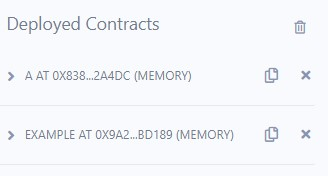 Deployed Contracts
A AT 0X838...2A4DC (MEMORY)
EXAMPLE AT 0X9A2...BD189 (MEMORY)